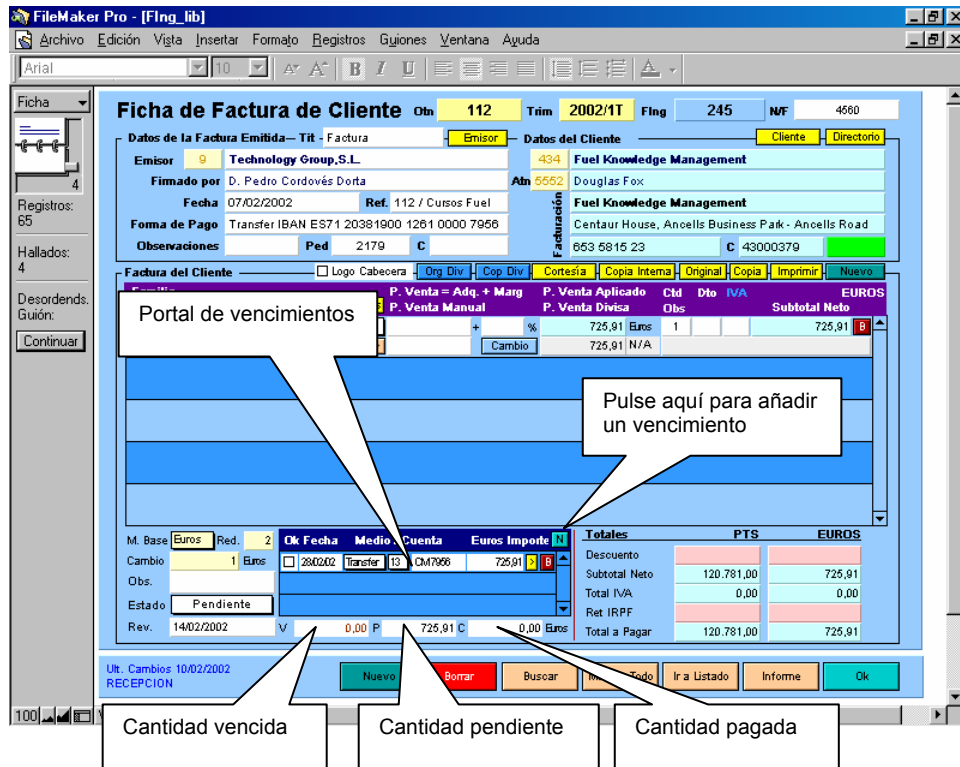 FileMaker Pro - [FIng_lib]
Archivo Edición Vista Insertar Formato Registros Guiones Ventana Ayuda
Arial 10 B I U
Ficha
4
Registros:
65
Hallados:
4
Desordends.
Guión:
Continuar
Ficha de Factura de Cliente Otn 112 Trim 2002/1T FIng 245 N/F 4560
Datos de la Factura Emitida— Tit - Factura Emisor Datos del Cliente Cliente Directorio
Emisor 9 Technology Group,S.L. 434 Fuel Knowledge Management
Firmado por D. Pedro Cordovés Dorta Atn 5552 Douglas Fox
Fecha 07/02/2002 Ref. 112 / Cursos Fuel Facturación Fuel Knowledge Management
Forma de Pago Transfer IBAN ES71 20381900 1261 0000 7956 Centaur House, Ancells Business Park - Ancells Road
Observaciones Ped 2179 C 653 5815 23 C 43000379
Factura del Cliente Logo Cabecera Org Div Cop Div Cortesía Copia Interna Original Copia Imprimir Nuevo
P. Venta = Adq. + Marg P. Venta Aplicado Ctd Dto IVA EUROS
P. Venta Manual P. Venta Divisa Obs Subtotal Neto
+ % 725,91 Euros 1 725,91 B
Cambio 725,91 N/A
Portal de vencimientos
Pulse aquí para añadir
un vencimiento
M. Base Euros Red. 2 Ok Fecha Medio Cuenta Euros Importe N Totales PTS EUROS
Cambio 1 Euros 28/02/02 Transfer 13 CM7956 725,91 > B Descuento
Obs. Subtotal Neto 120.781,00 725,91
Estado Pendiente Total IVA 0,00 0,00
Ret IRPF
Rev. 14/02/2002 V 0,00 P 725,91 C 0,00 Euros Total a Pagar 120.781,00 725,91
Ult. Cambios 10/02/2002
RECEPCION
Nuevo Borrar Buscar Todo Ir a Listado Informe Ok
100
Cantidad vencida Cantidad pendiente Cantidad pagada